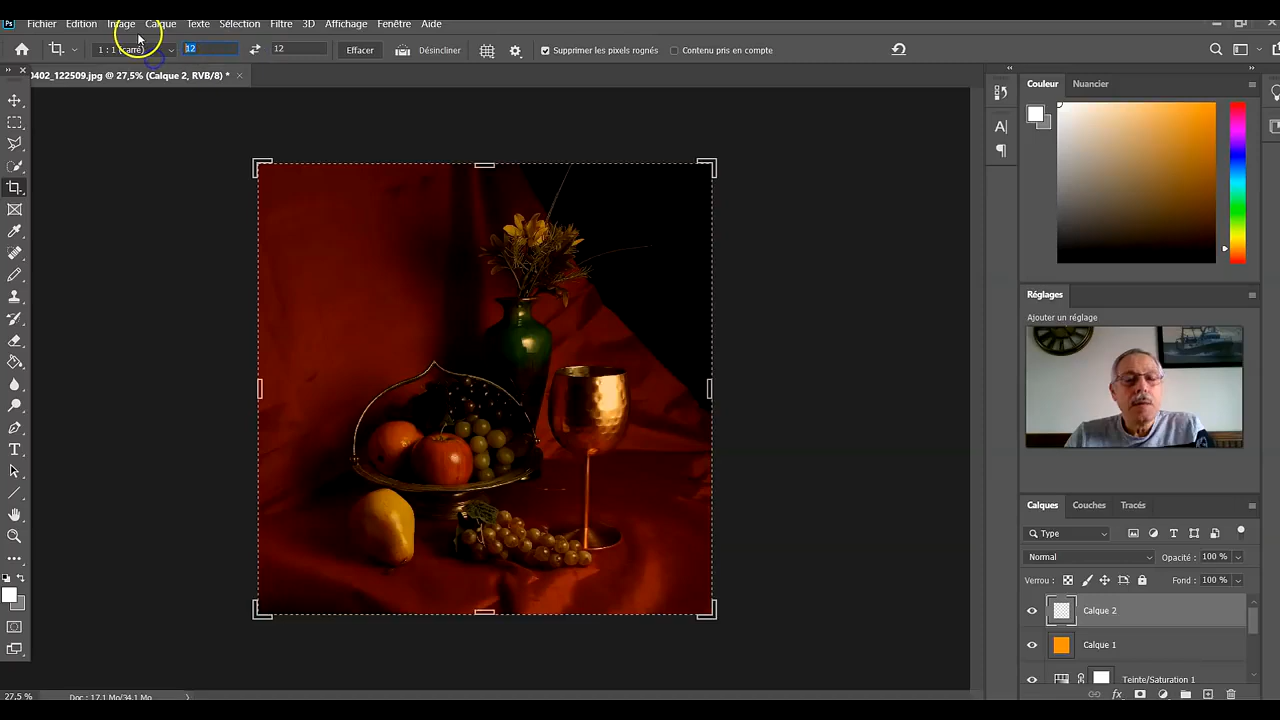 Ps Fichier Edition Image Calque Texte Sélection Filtre 3D Affichage Fenêtre Aide
1 : 1 (carré) 12 12 Effacer Désincliner Supprimer les pixels rognés Contenu pris en compte
0402_122509.jpg @ 27,5% (Calque 2, RVB/8) *
Couleur Nuancier
Réglages
Ajouter un réglage
Calques Couches Tracés
Type
Normal Opacité : 100 %
Verrou : Fond : 100 %
Calque 2
Calque 1
Teinte/Saturation 1
27,5 % Doc : 17,1 Mo/34,1 Mo